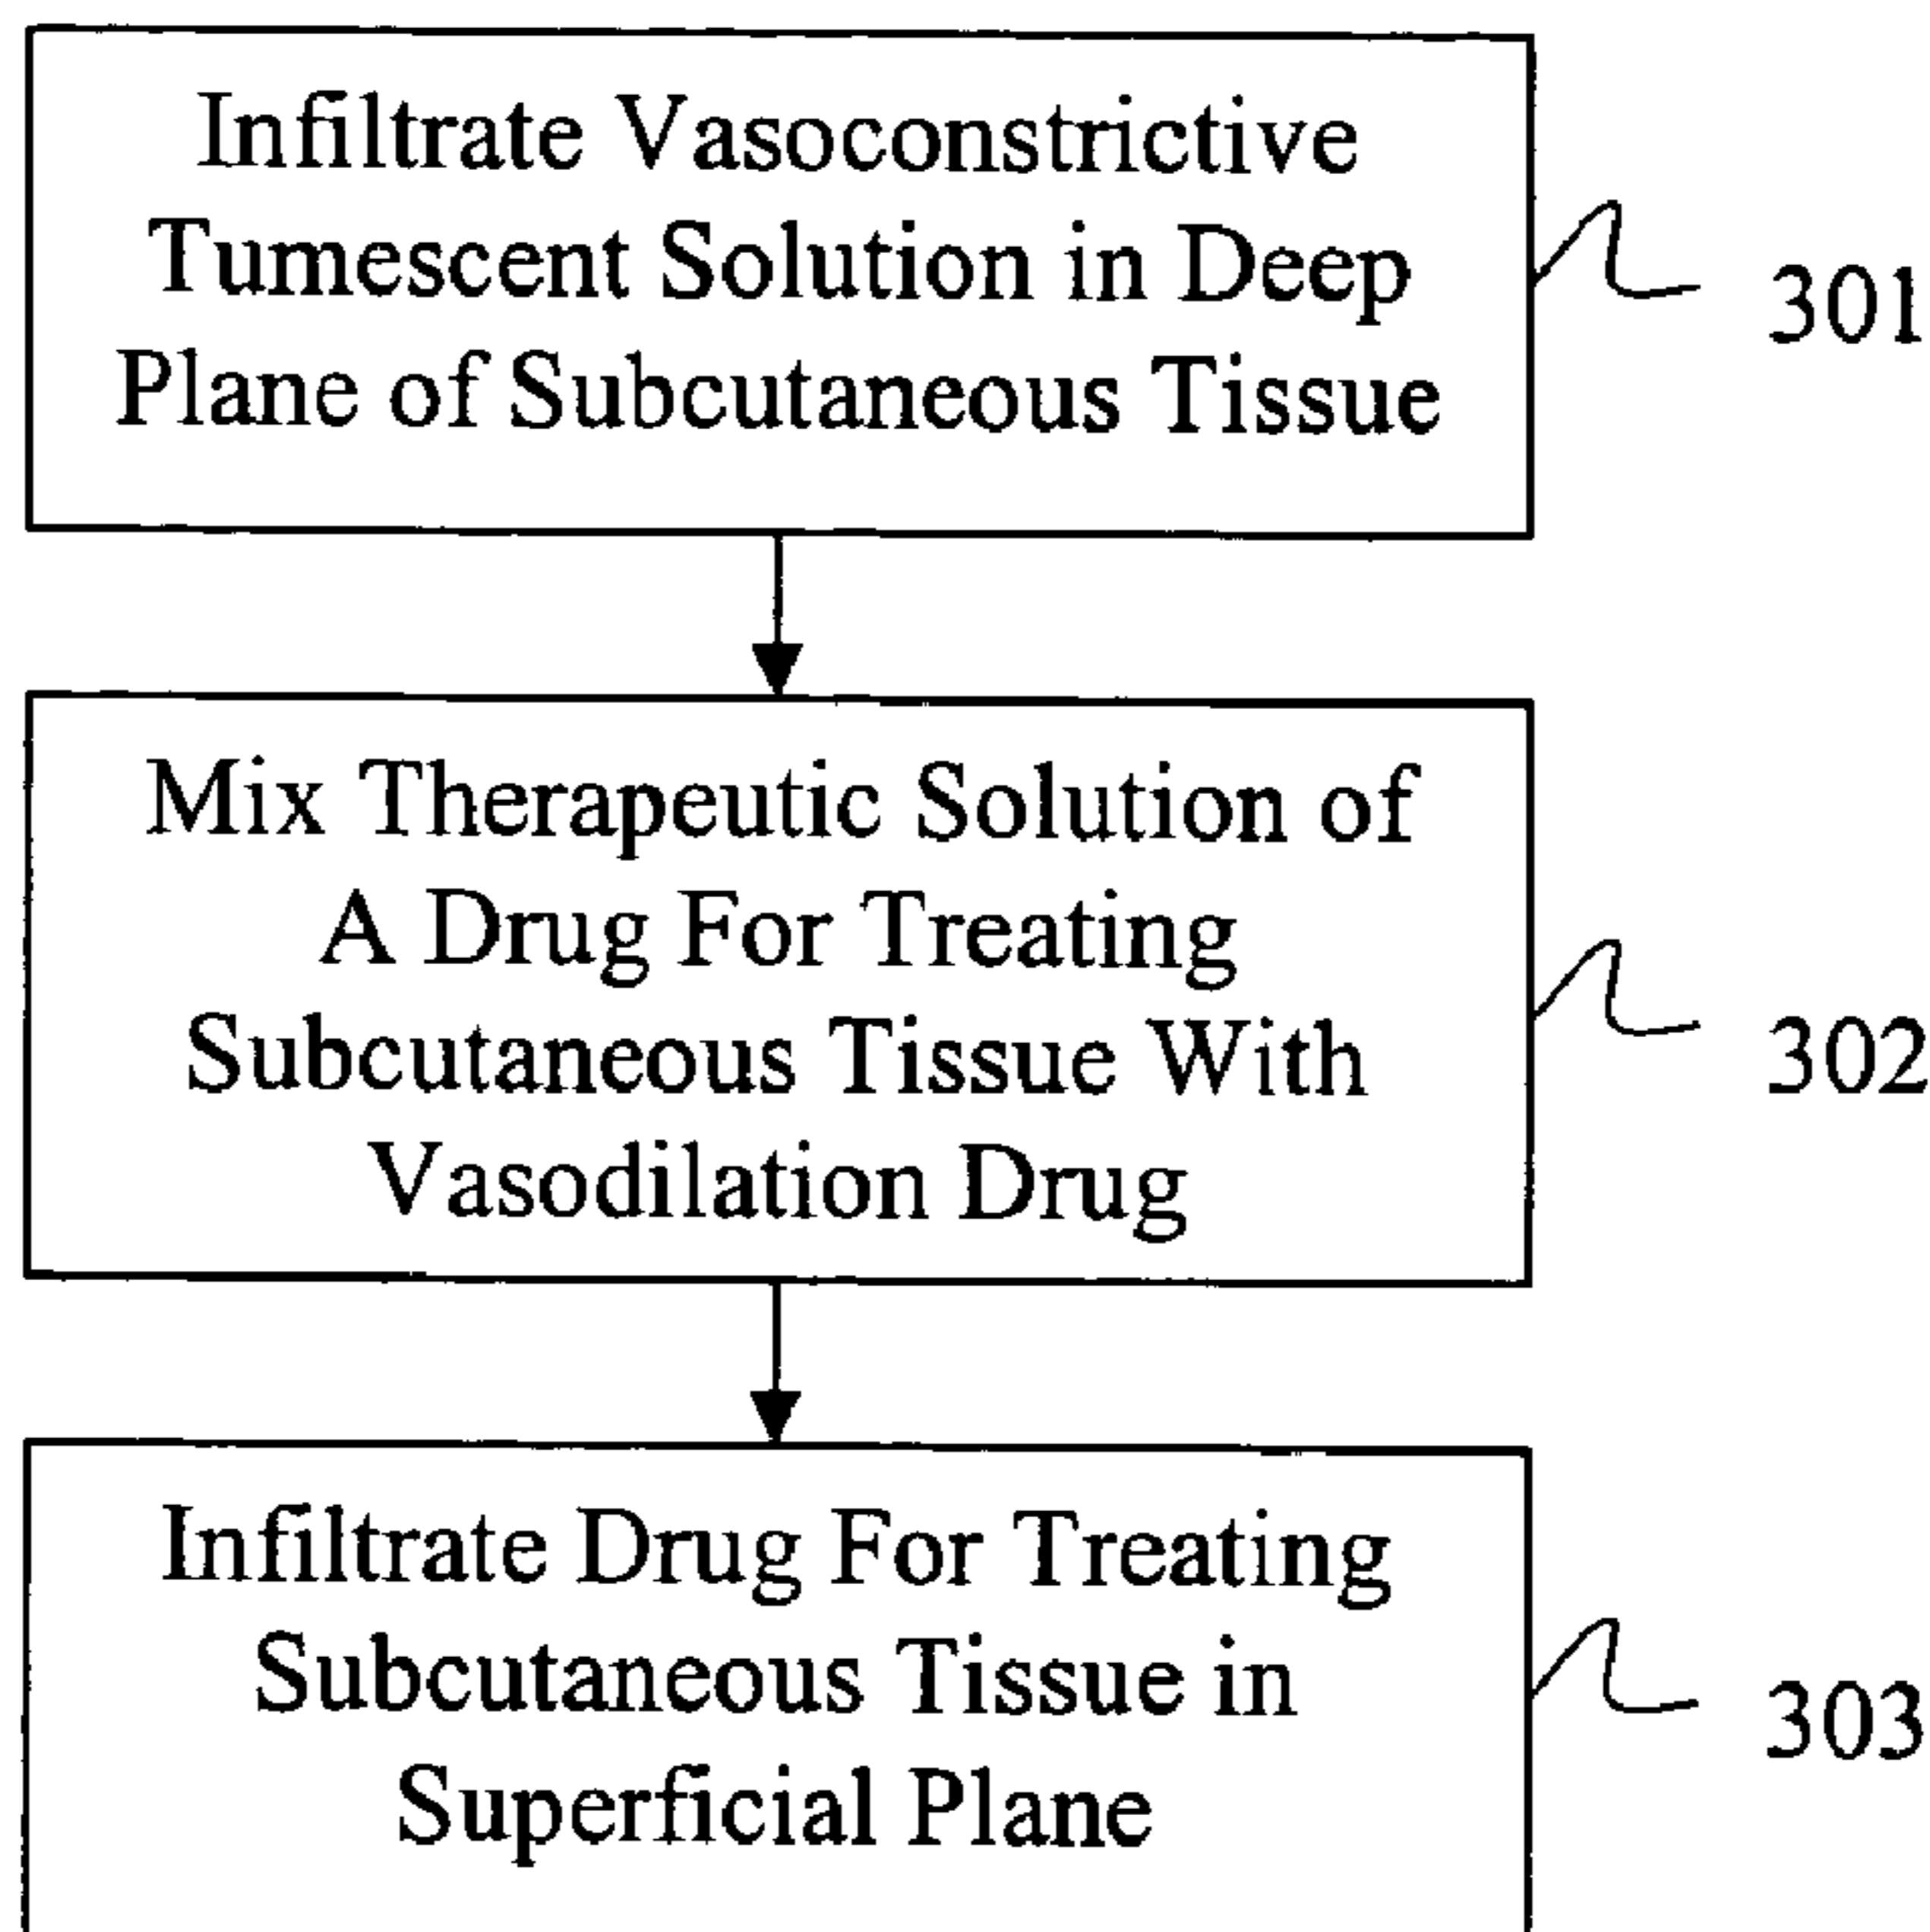 Infiltrate Vasoconstrictive
Tumescent Solution in Deep
Plane of Subcutaneous Tissue
301
Mix Therapeutic Solution of
A Drug For Treating
Subcutaneous Tissue With
Vasodilation Drug
302
Infiltrate Drug For Treating
Subcutaneous Tissue in
Superficial Plane
303